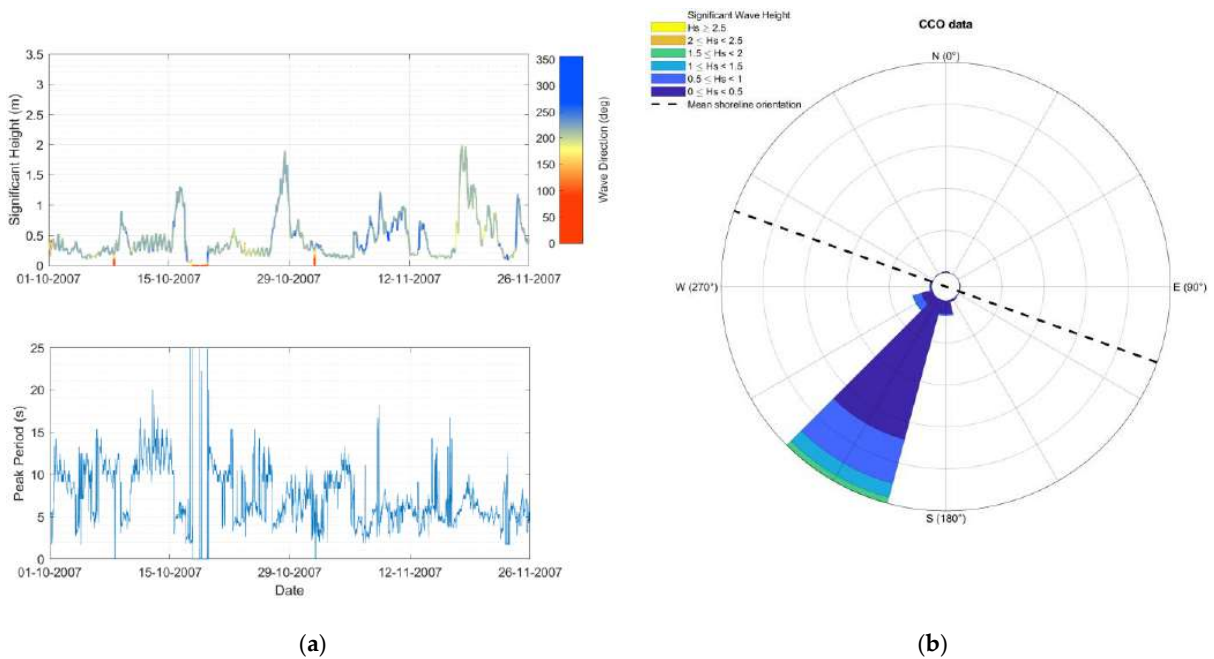 3.5
3
2.5
2
1.5
1
0.5
0
Significant Height (m)
01-10-2007 15-10-2007 29-10-2007 12-11-2007 26-11-2007
350
300
250
200
150
100
50
0
Wave Direction (deg)
25
20
15
10
5
0
Peak Period (s)
01-10-2007 15-10-2007 29-10-2007 12-11-2007 26-11-2007
Date
(a)
Significant Wave Height
Hs ≥ 2.5
2 ≤ Hs < 2.5
1.5 ≤ Hs < 2
1 ≤ Hs < 1.5
0.5 ≤ Hs < 1
0 ≤ Hs < 0.5
Mean shoreline orientation
CCO data
N (0°)
W (270°)
E (90°)
S (180°)
(b)